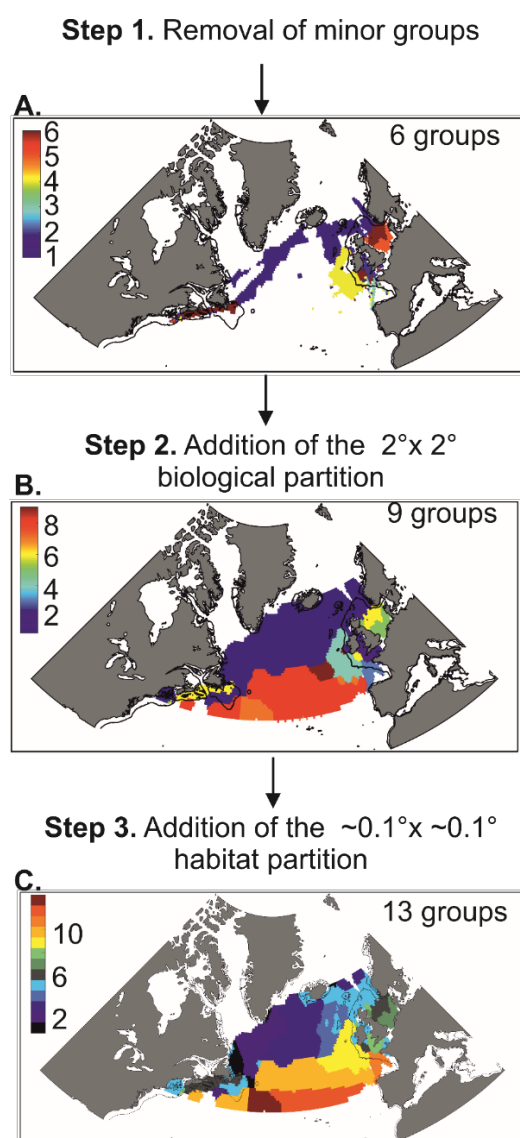 Step 1. Removal of minor groups
A.
6 groups
6
5
4
3
2
1
Step 2. Addition of the 2°x 2°
biological partition
B.
9 groups
8
6
4
2
Step 3. Addition of the ~0.1°x ~0.1°
habitat partition
C.
13 groups
10
6
2